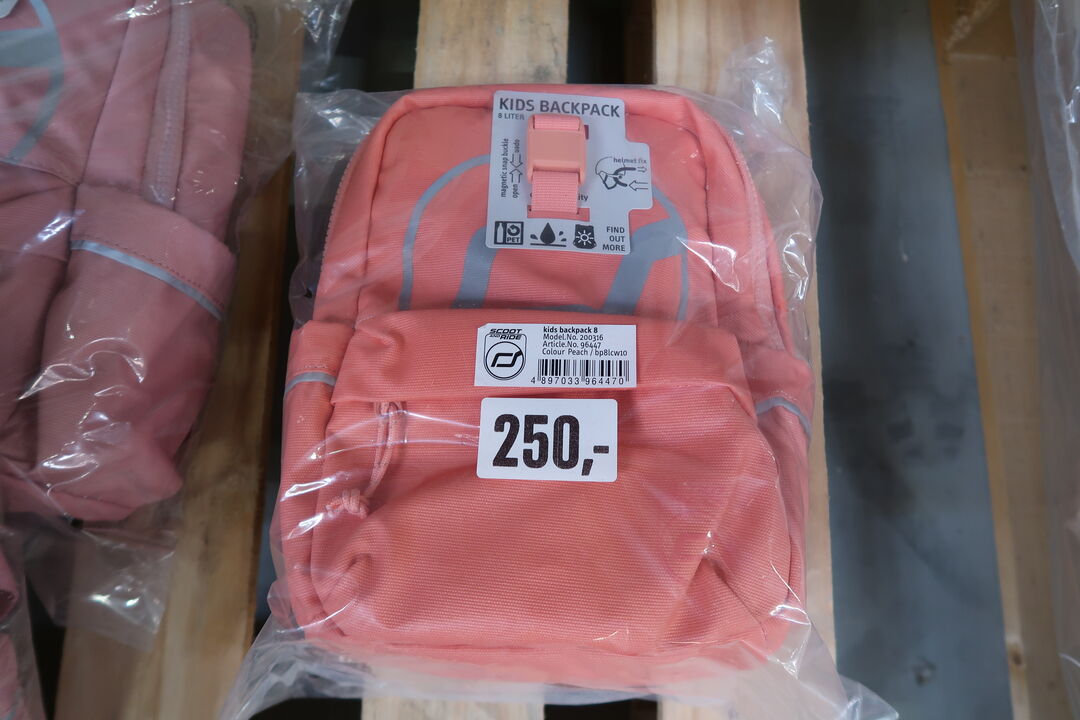 KIDS BACKPACK
8 LITER
magnetic snap buckle
open
helmet fix
PET
FIND
OUT
MORE
SCOOT
AND RIDE
kids backpack 8
Model.No. 200316
Article.No. 96447
Colour Peach / bp8lcw10
4 897033 964470
250,-